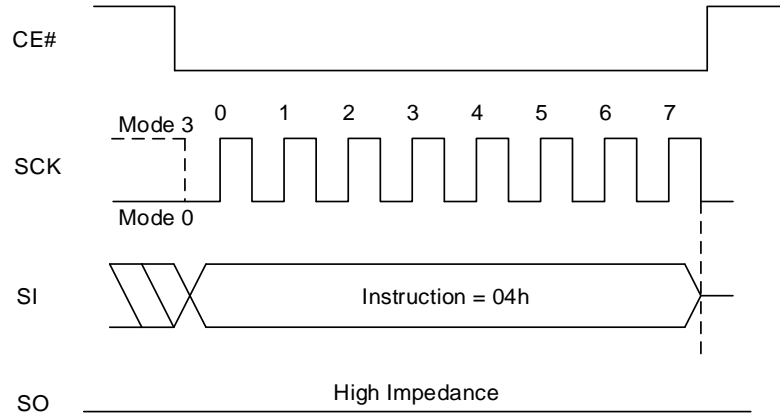 CE#
0 1 2 3 4 5 6 7
Mode 3
SCK
Mode 0
SI
Instruction = 04h
High Impedance
SO